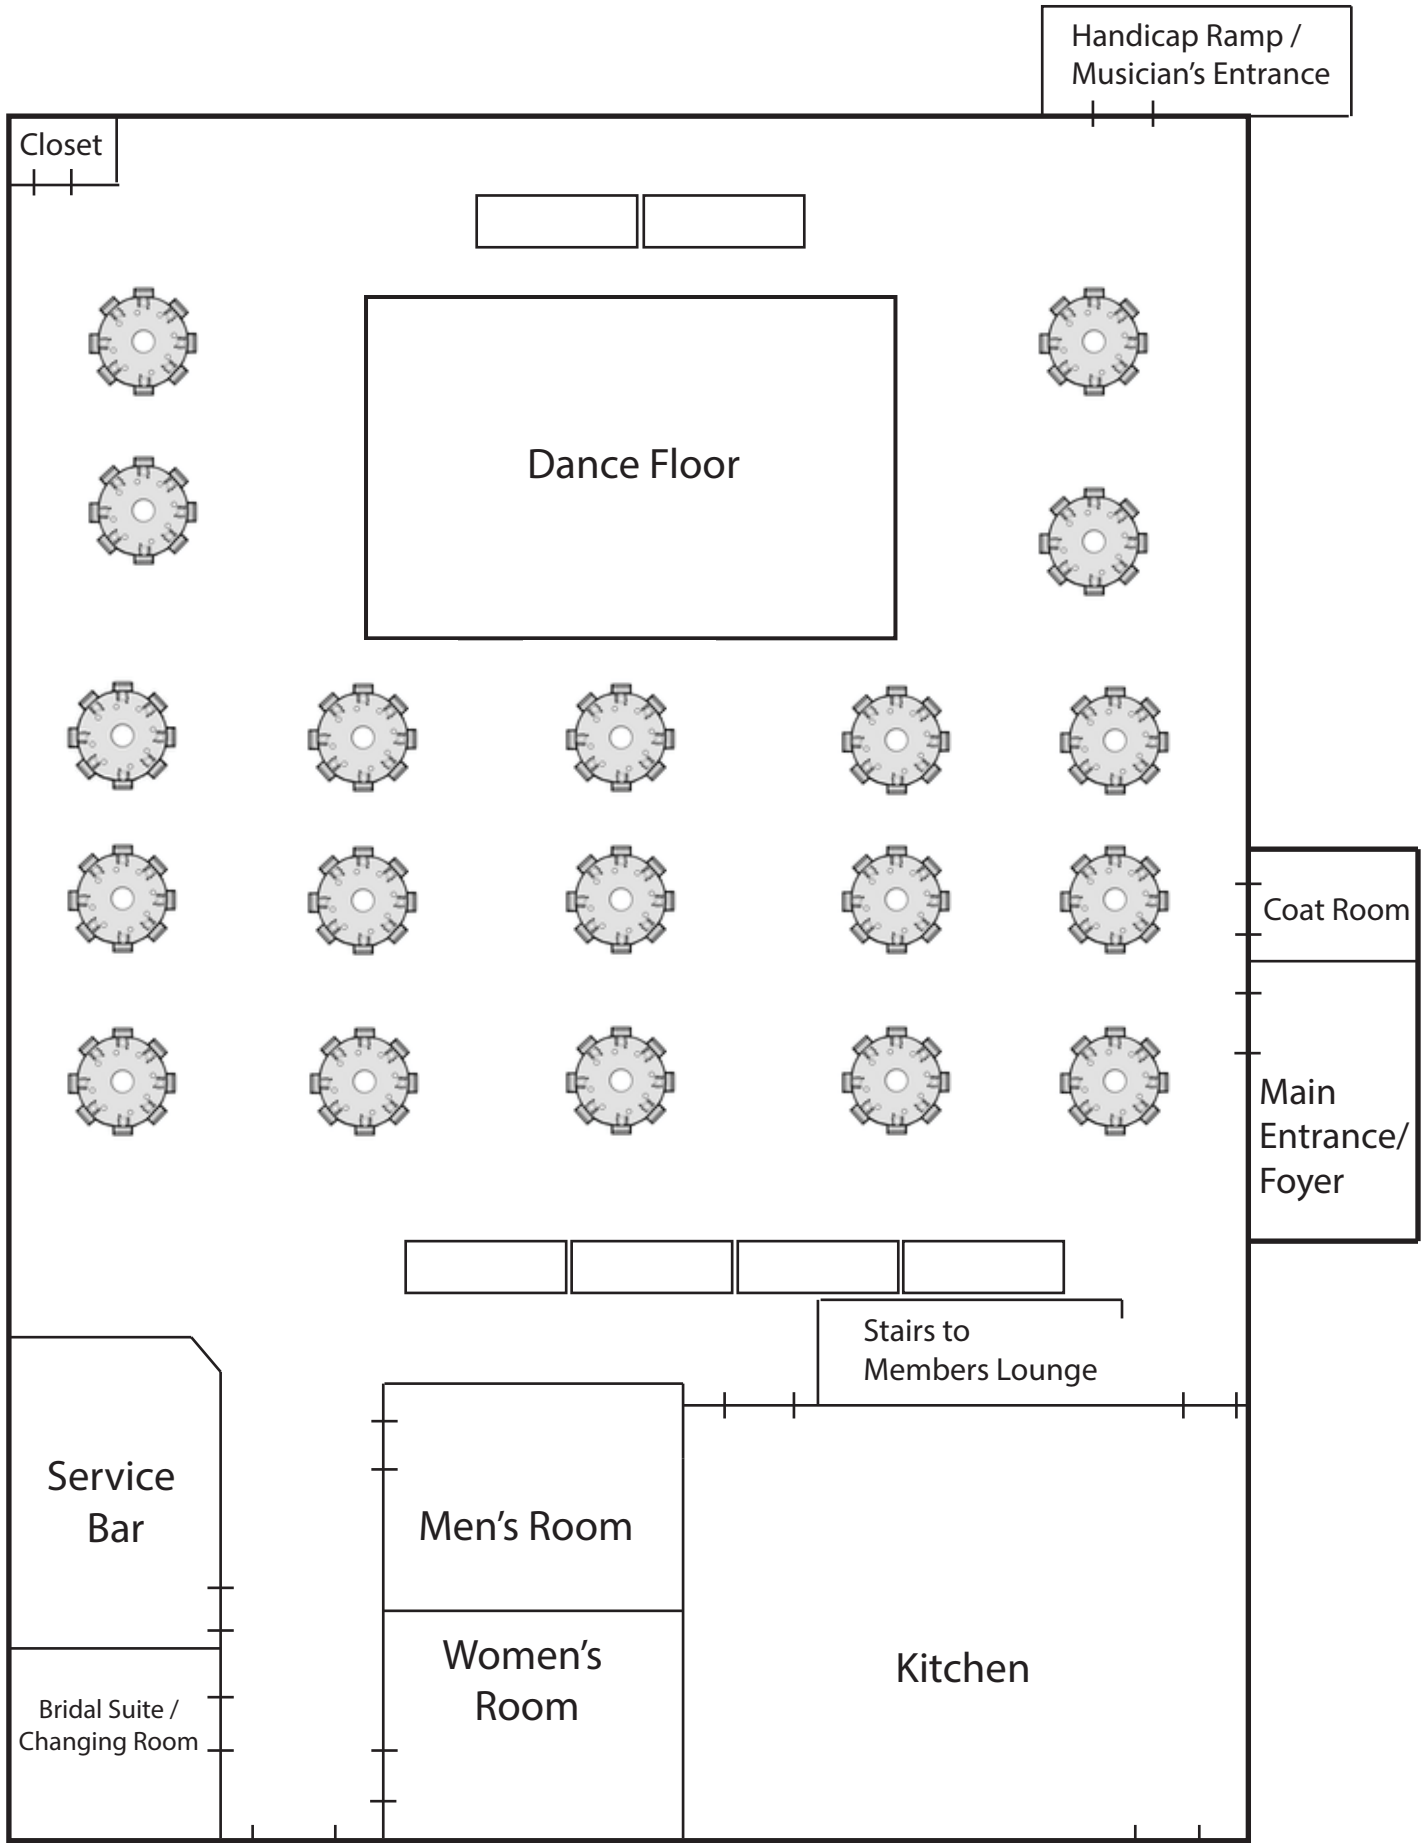 Handicap Ramp /
Musician's Entrance
Closet
Dance Floor
Coat Room
Main
Entrance/
Foyer
Stairs to
Members Lounge
Service
Bar
Men's Room
Women's
Room
Kitchen
Bridal Suite /
Changing Room